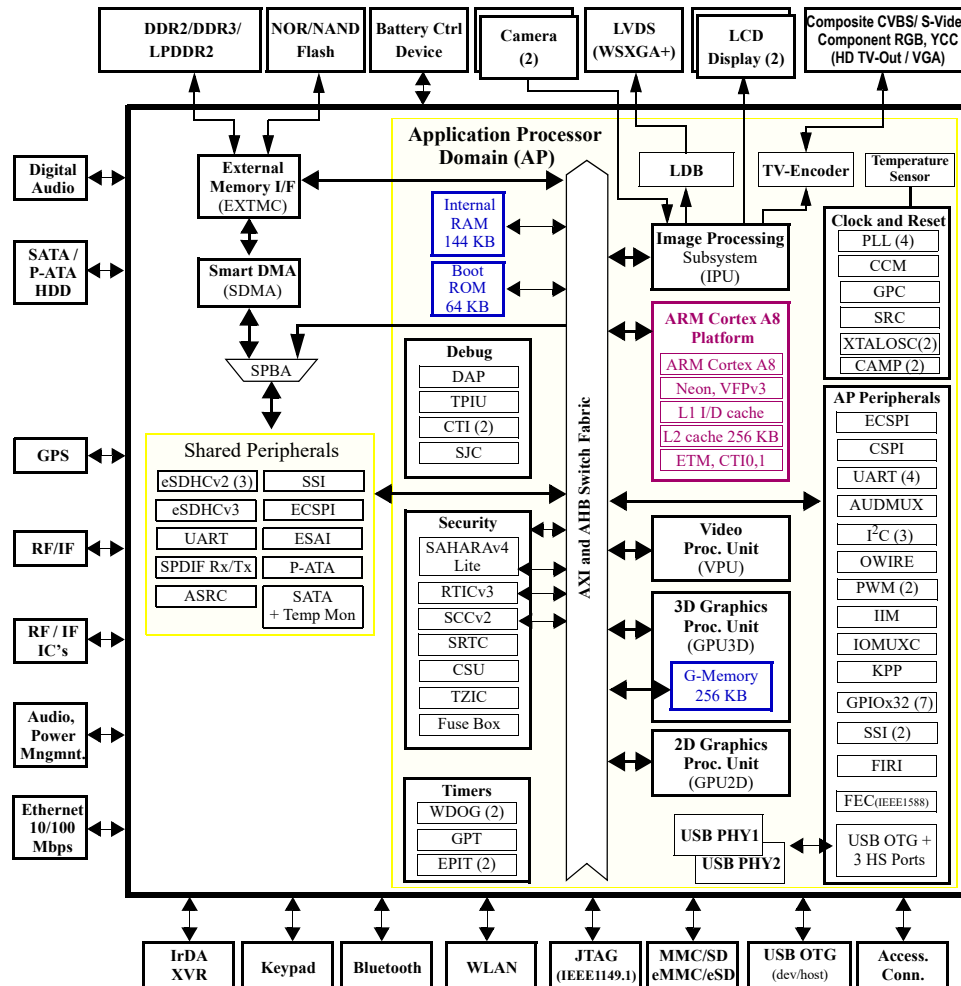 DDR2/DDR3/
LPDDR2
NOR/NAND
Flash
Battery Ctrl
Device
Camera
(2)
LVDS
(WSXGA+)
LCD
Display (2)
Composite CVBS/ S-Vide
Component RGB, YCC
(HD TV-Out / VGA)
Digital
Audio
SATA /
P-ATA
HDD
GPS
RF/IF
RF / IF
IC's
Audio,
Power
Mngmnt.
Ethernet
10/100
Mbps
External
Memory I/F
(EXTMC)
Smart DMA
(SDMA)
SPBA
Shared Peripherals
eSDHCv2 (3)
SSI
eSDHCv3
ECSPI
UART
ESAI
SPDIF Rx/Tx
P-ATA
ASRC
SATA
+ Temp Mon
Application Processor
Domain (AP)
Internal
RAM
144 KB
Boot
ROM
64 KB
Debug
DAP
TPIU
CTI (2)
SJC
Security
SAHARAv4
Lite
RTICv3
SCCv2
SRTC
CSU
TZIC
Fuse Box
Timers
WDOG (2)
GPT
EPIT (2)
AXI and AHB Switch Fabric
LDB
TV-Encoder
Temperature
Sensor
Image Processing
Subsystem
(IPU)
ARM Cortex A8
Platform
ARM Cortex A8
Neon, VFPv3
L1 I/D cache
L2 cache 256 KB
ETM, CTI0,1
Video
Proc. Unit
(VPU)
3D Graphics
Proc. Unit
(GPU3D)
G-Memory
256 KB
2D Graphics
Proc. Unit
(GPU2D)
USB PHY1
USB PHY2
Clock and Reset
PLL (4)
CCM
GPC
SRC
XTALOSC(2)
CAMP (2)
AP Peripherals
ECSPI
CSPI
UART (4)
AUDMUX
I²C (3)
OWIRE
PWM (2)
IIM
IOMUXC
KPP
GPIOx32 (7)
SSI (2)
FIRI
FEC(IEEE1588)
USB OTG +
3 HS Ports
IrDA
XVR
Keypad
Bluetooth
WLAN
JTAG
(IEEE1149.1)
MMC/SD
eMMC/eSD
USB OTG
(dev/host)
Access.
Conn.